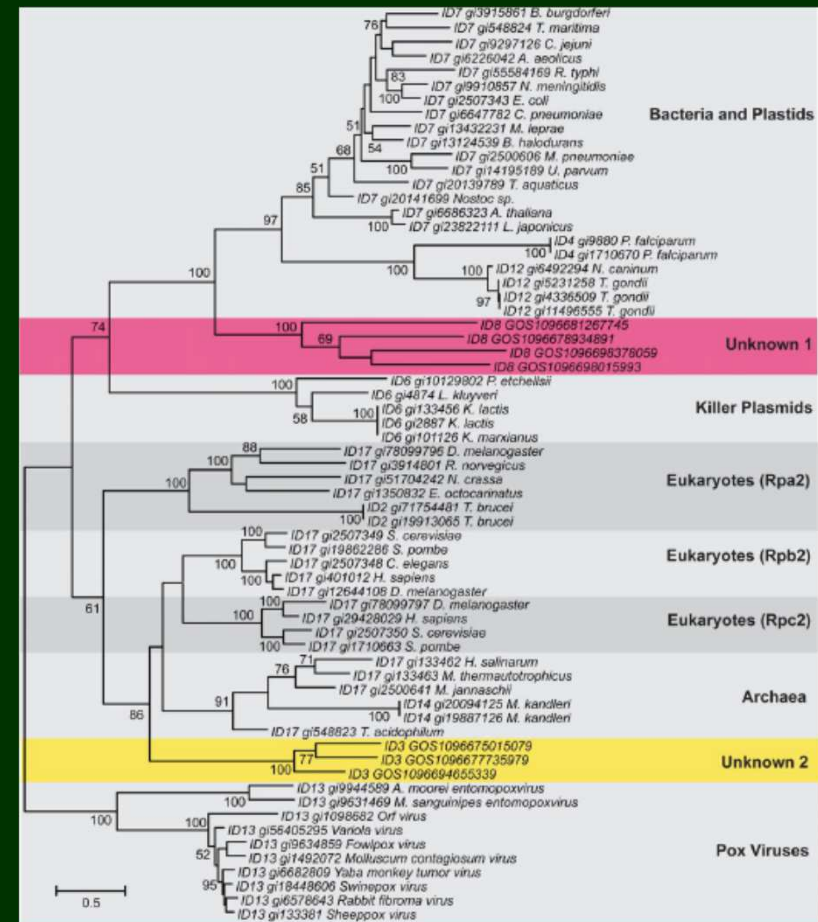 ID7 gi3915861 B. burgdorferi
76
ID7 gi548824 T. maritima
ID7 gi9297126 C. jejuni
ID7 gi6226042 A. aeolicus
ID7 gi55584169 R. typhi
83
ID7 gi9910857 N. meningitidis
100
ID7 gi2507343 E. coli
ID7 gi6647782 C. pneumoniae
Bacteria and Plastids
51
ID7 gi13432231 M. leprae
ID7 gi13124539 B. halodurans
54
68
ID7 gi2500606 M. pneumoniae
100
ID7 gi14195189 U. parvum
51
ID7 gi20139789 T. aquaticus
85
ID7 gi20141699 Nostoc sp.
97
ID7 gi6686323 A. thaliana
100
ID7 gi23822111 L. japonicus
ID4 gi9880 P. falciparum
100
ID4 gi1710670 P. falciparum
100
100
100
ID12 gi6492294 N. caninum
ID12 gi5231258 T. gondii
97
ID12 gi4336509 T. gondii
ID12 gi11496555 T. gondii
74
100
ID8 GOS1096681267745
69
ID8 GOS1096678934891
Unknown 1
ID8 GOS1096698378059
ID8 GOS1096698015993
100
ID6 gi10129802 P. etchellsii
ID6 gi4874 L. kluyveri
58
100
ID6 gi133456 K. lactis
Killer Plasmids
ID6 gi2887 K. lactis
ID6 gi101126 K. marxianus
88
ID17 gi78099796 D. melanogaster
100
ID17 gi3914801 R. norvegicus
100
ID17 gi51704242 N. crassa
Eukaryotes (Rpa2)
ID17 gi1350832 E. octocarinatus
ID2 gi71754481 T. brucei
100
ID2 gi19913065 T. brucei
100
ID17 gi2507349 S. cerevisiae
ID17 gi19862286 S. pombe
100
ID17 gi2507348 C. elegans
Eukaryotes (Rpb2)
100
ID17 gi401012 H. sapiens
ID17 gi12644108 D. melanogaster
61
100
ID17 gi78099797 D. melanogaster
100
ID17 gi29428029 H. sapiens
Eukaryotes (Rpc2)
ID17 gi2507350 S. cerevisiae
100
ID17 gi1710663 S. pombe
71
ID17 gi133462 H. salinarum
76
ID17 gi133463 M. thermautotrophicus
ID17 gi2500641 M. jannaschii
91
ID14 gi20094125 M. kandleri
Archaea
100
ID14 gi19887126 M. kandleri
86
ID17 gi548823 T. acidophilum
ID3 GOS1096675015079
77
ID3 GOS1096677735979
Unknown 2
100
ID3 GOS1096694655339
ID13 gi9944589 A. moorei entomopoxvirus
100
ID13 gi9631469 M. sanguinipes entomopoxvirus
100
100
ID13 gi1098682 Orf virus
ID13 gi56405295 Variola virus
ID13 gi9634859 Fowlpox virus
52
ID13 gi1492072 Molluscum contagiosum virus
Pox Viruses
ID13 gi6682809 Yaba monkey tumor virus
95
ID13 gi18448606 Swinepox virus
0.5
ID13 gi6578643 Rabbit fibroma virus
ID13 gi133381 Sheeppox virus